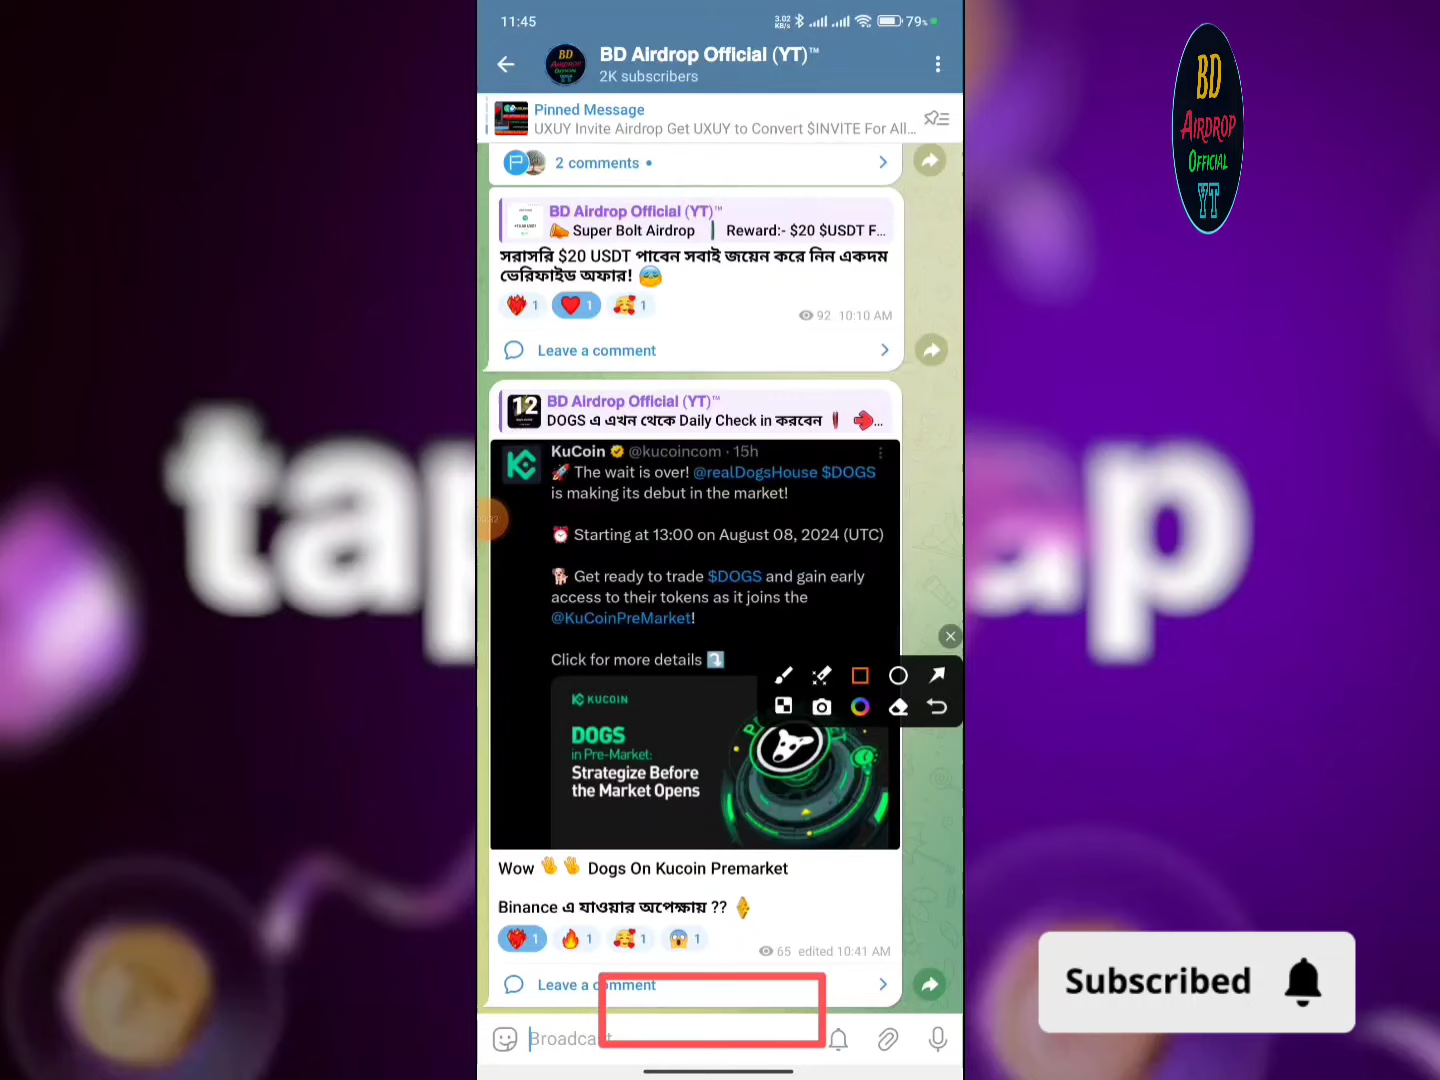 11:45
3.02
KB/s
79%
BD Airdrop Official (YT)™
2K subscribers
Pinned Message
UXUY Invite Airdrop Get UXUY to Convert $INVITE For All...
2 comments
BD Airdrop Official (YT)™
Super Bolt Airdrop | Reward:- $20 $USDT F...
সরাসরি $20 USDT পাবেন সবাই জয়েন করে নিন একদম
ভেরিফাইড অফার!
1 1 1
92 10:10 AM
Leave a comment
12
BD Airdrop Official (YT)™
DOGS এ এখন থেকে Daily Check in করবেন ...
KuCoin @kucoincom · 15h
The wait is over! @realDogsHouse $DOGS
is making its debut in the market!
Starting at 13:00 on August 08, 2024 (UTC)
Get ready to trade $DOGS and gain early
access to their tokens as it joins the
@KuCoinPreMarket!
Click for more details
KUCOIN
DOGS
in Pre-Market:
Strategize Before
the Market Opens
Wow Dogs On Kucoin Premarket
Binance এ যাওয়ার অপেক্ষায় ??
1 1 1 1
65 edited 10:41 AM
Leave a comment
Broadcast
tap
ap
BD
AIRDROP
OFFICIAL
YT
Subscribed